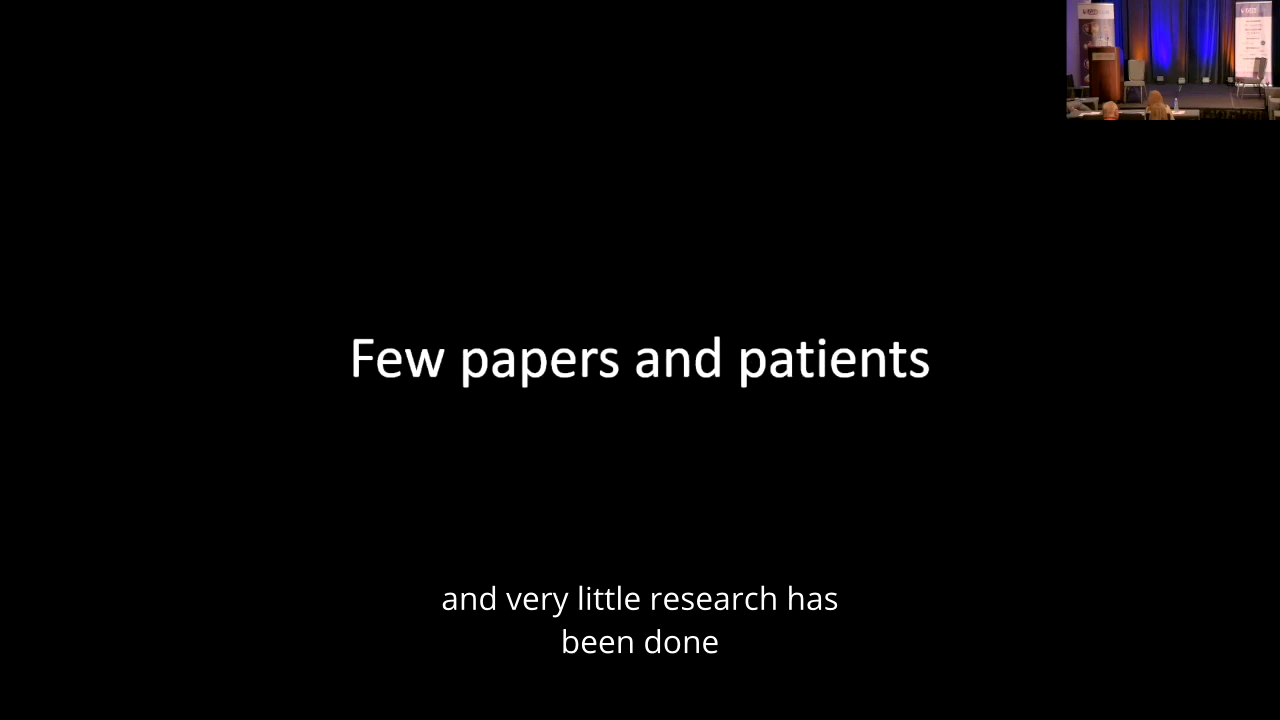 Few papers and patients
and very little research has
been done